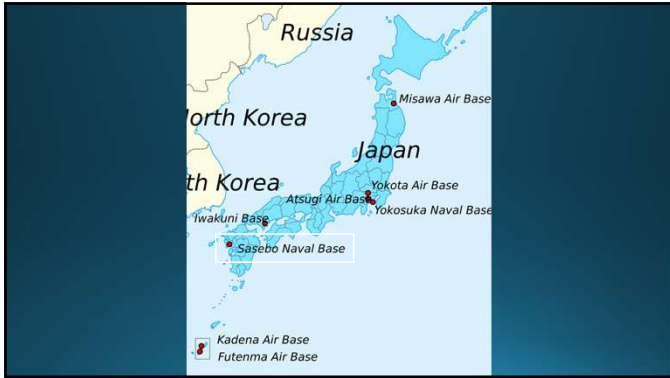 Russia
Misawa Air Base
North Korea
Japan
th Korea
Yokota Air Base
Atsugi Air Base
Yokosuka Naval Base
Iwakuni Base
Sasebo Naval Base
Kadena Air Base
Futenma Air Base